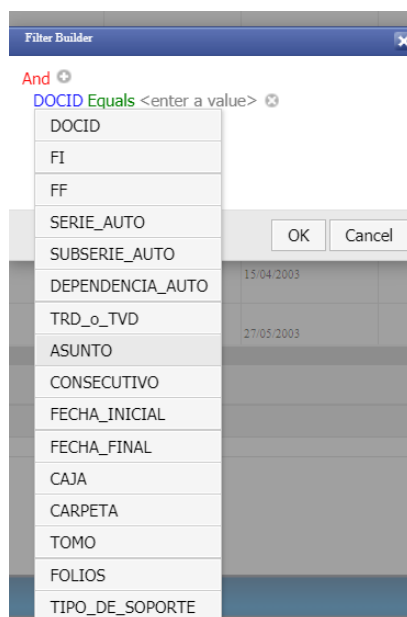 Filter Builder
And
DOCID Equals <enter a value>
DOCID
FI
FF
SERIE_AUTO
OK Cancel
SUBSERIE_AUTO
15/04/2003
DEPENDENCIA_AUTO
TRD_o_TVD
27/05/2003
ASUNTO
CONSECUTIVO
FECHA_INICIAL
FECHA_FINAL
CAJA
CARPETA
TOMO
FOLIOS
TIPO_DE_SOPORTE